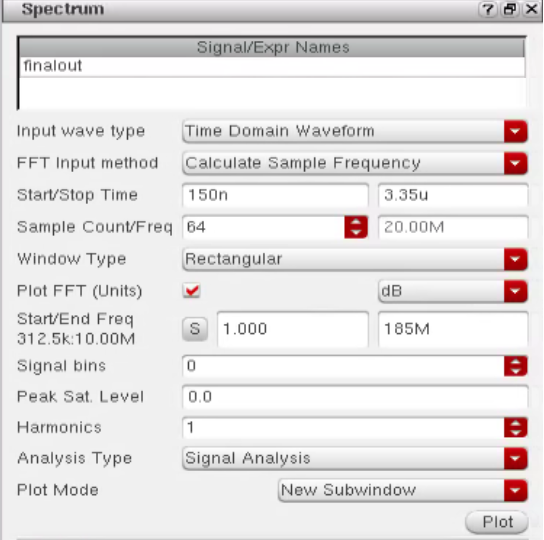 Spectrum
Signal/Expr Names
finalout
Input wave type Time Domain Waveform
FFT Input method Calculate Sample Frequency
Start/Stop Time 150n 3.35u
Sample Count/Freq 64 20.00M
Window Type Rectangular
Plot FFT (Units) dB
Start/End Freq
312.5k:10.00M S 1.000 185M
Signal bins 0
Peak Sat. Level 0.0
Harmonics 1
Analysis Type Signal Analysis
Plot Mode New Subwindow
Plot